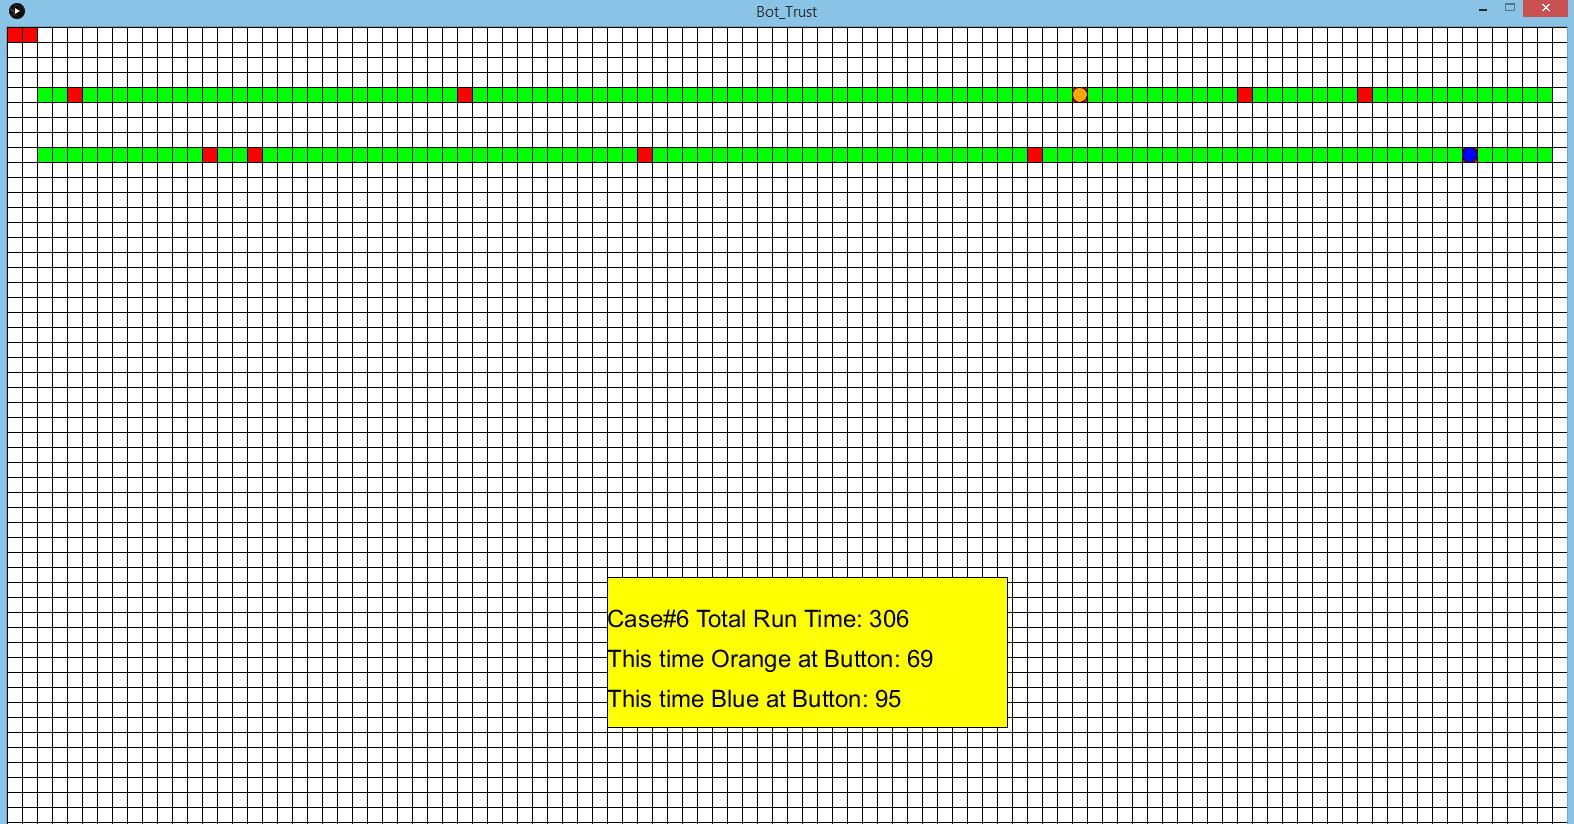 Bot_Trust
Case#6 Total Run Time: 306
This time Orange at Button: 69
This time Blue at Button: 95